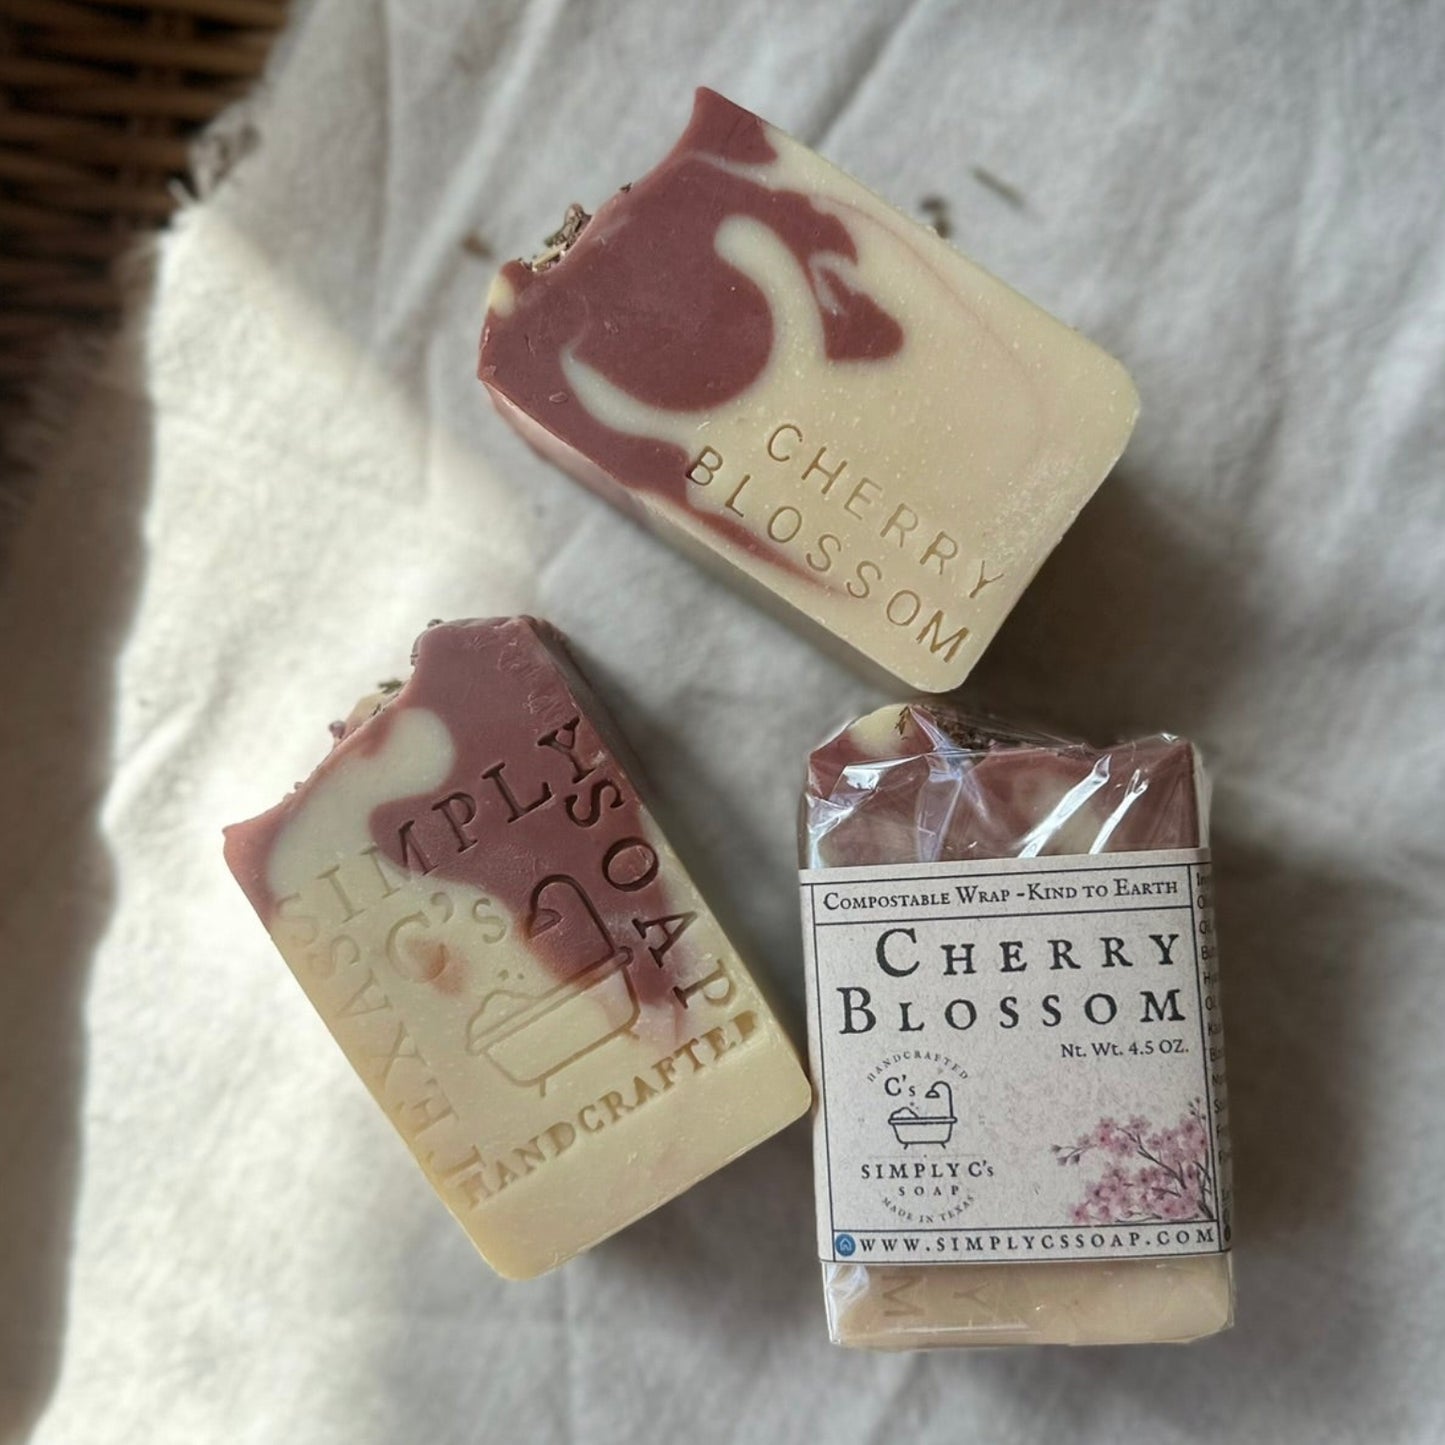 CHERRY
BLOSSOM
SIMPLY
C's
SOAP
TEXAS
HANDCRAFTED
COMPOSTABLE WRAP -KIND TO EARTH
CHERRY
BLOSSOM
Nt. Wt. 4.5 OZ.
HANDCRAFTED
C's
SIMPLY C's
SOAP
MADE IN TEXAS
WWW.SIMPLYCSSOAP.COM
Y
M